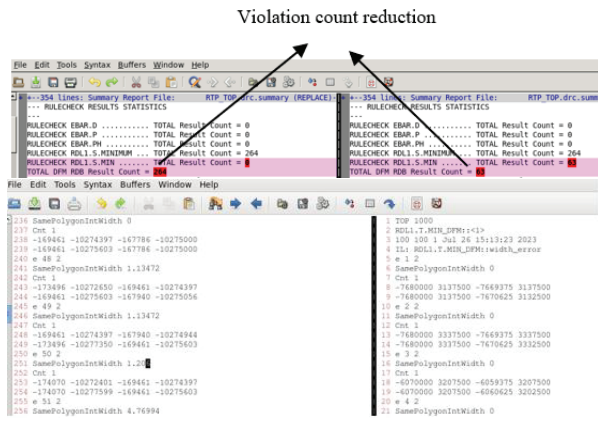 Violation count reduction
File Edit Tools Syntax Buffers Window Help
+--354 lines: Summary Report File: RTP_TOP.drc.summary (REPLACE)- +--354 lines: Summary Report File: RTP_TOP.drc.summ
--- RULECHECK RESULTS STATISTICS --- RULECHECK RESULTS STATISTICS
--- ---
RULECHECK EBAR.D ........... TOTAL Result Count = 0 RULECHECK EBAR.D ........... TOTAL Result Count = 0
RULECHECK EBAR.P ........... TOTAL Result Count = 0 RULECHECK EBAR.P ........... TOTAL Result Count = 0
RULECHECK EBAR.PH .......... TOTAL Result Count = 0 RULECHECK EBAR.PH .......... TOTAL Result Count = 0
RULECHECK RDL1.S.MINIMUM ... TOTAL Result Count = 264 RULECHECK RDL1.S.MINIMUM... TOTAL Result Count = 264
RULECHECK RDL1.S.MIN ....... TOTAL Result Count = RULECHECK RDL1.S.MIN ....... TOTAL Result Count = 63
TOTAL DFM RDB Result Count = 264 TOTAL DFM RDB Result Count = 63
File Edit Tools Syntax Buffers Window Help
236 SamePolygonIntWidth 0
237 Cnt 1
238 -169461 -10274397 -167786 -10275000
239 -169461 -10275603 -167786 -10275000
240 e 48 2
241 SamePolygonIntWidth 1.13472
242 Cnt 1
243 -173496 -10272650 -169461 -10274397
244 -169461 -10275603 -167940 -10275056
245 e 49 2
246 SamePolygonIntWidth 1.13472
247 Cnt 1
248 -169461 -10274397 -167940 -10274944
249 -173496 -10277350 -169461 -10275603
250 e 50 2
251 SamePolygonIntWidth 1.20
252 Cnt 1
253 -174070 -10272401 -169461 -10274397
254 -174070 -10277599 -169461 -10275603
255 e 51 2
256 SamePolygonIntWidth 4.76994
1 TOP 1000
2 RDL1.T.MIN_DFM::<1>
3 100 100 1 Jul 26 15:13:23 2023
4 IL: RDL1.T.MIN_DFM::width_error
5 e 1 2
6 SamePolygonIntWidth 0
7 Cnt 1
8 -7680000 3137500 -7669375 3137500
9 -7680000 3137500 -7670625 3132500
10 e 2 2
11 SamePolygonIntWidth 0
12 Cnt 1
13 -7680000 3337500 -7669375 3337500
14 -7680000 3337500 -7670625 3332500
15 e 3 2
16 SamePolygonIntWidth 0
17 Cnt 1
18 -6070000 3207500 -6059375 3207500
19 -6070000 3207500 -6060625 3202500
20 e 4 2
21 SamePolygonIntWidth 0